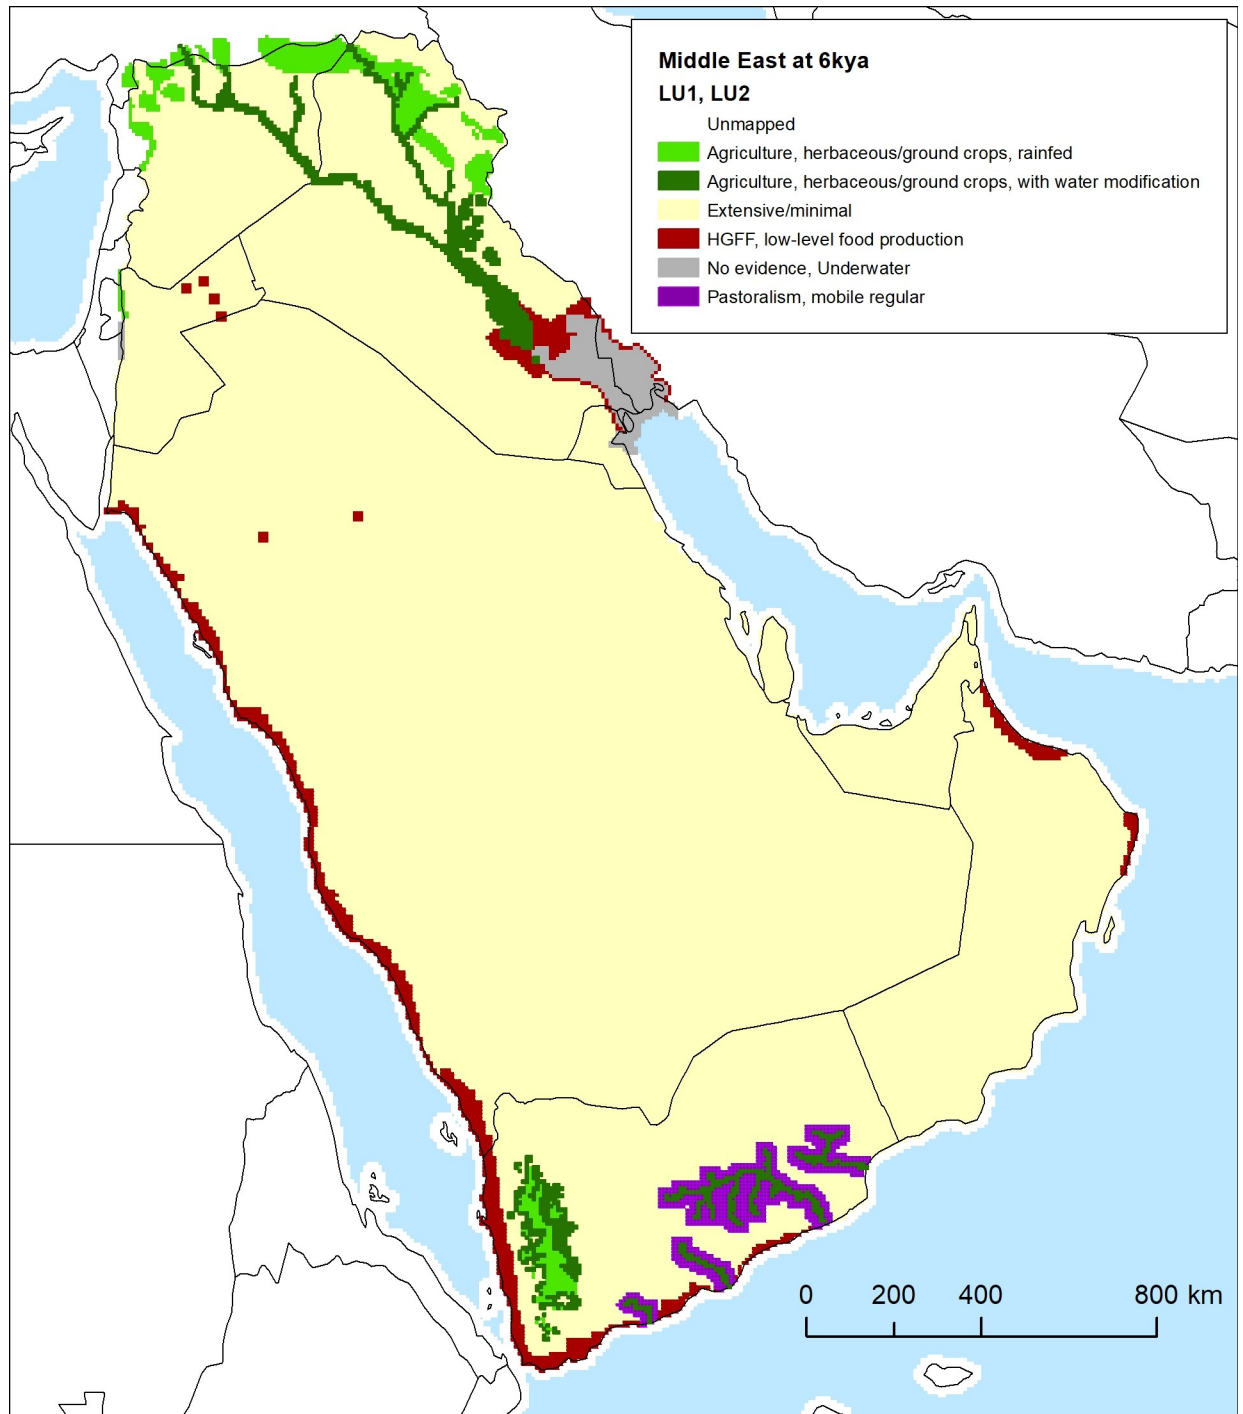 Middle East at 6kya
LU1, LU2
Unmapped
Agriculture, herbaceous/ground crops, rainfed
Agriculture, herbaceous/ground crops, with water modification
Extensive/minimal
HGFF, low-level food production
No evidence, Underwater
Pastoralism, mobile regular
0 200 400 800 km